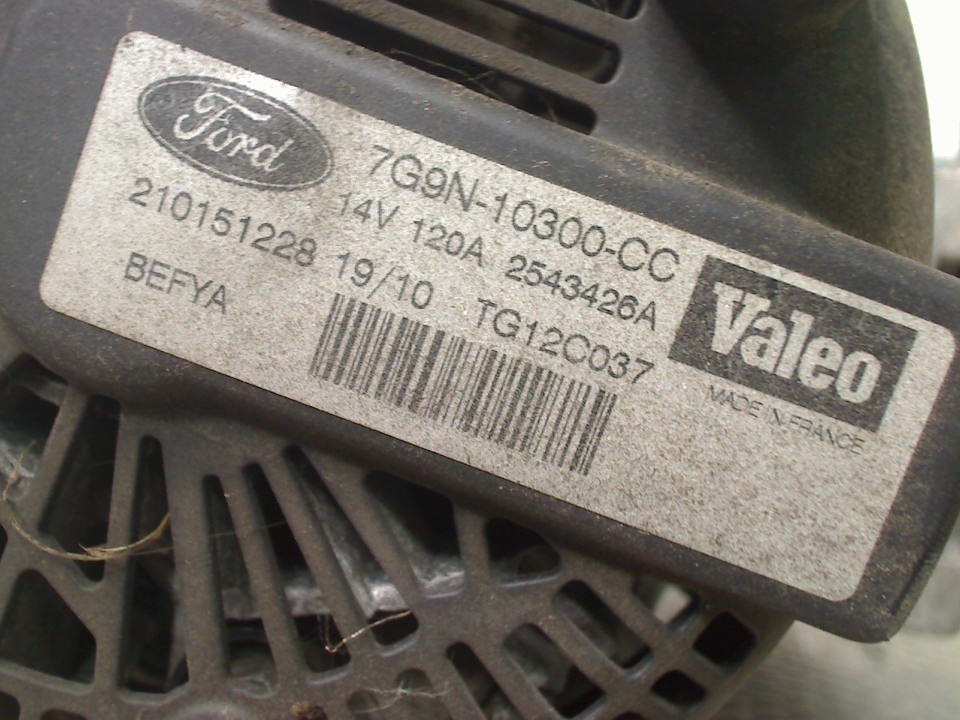 Ford
7G9N-10300-CC
14V 120A 2543426A
210151228 19/10 TG12C037
BEFYA
Valeo
MADE IN FRANCE